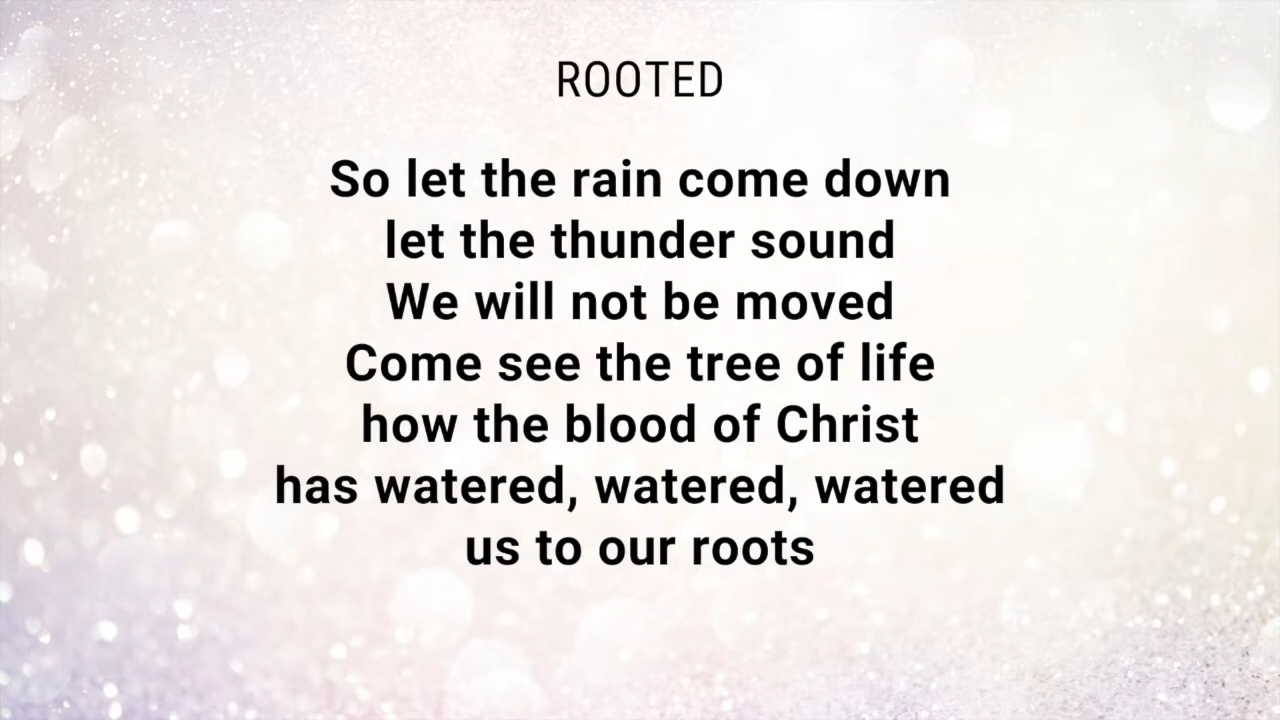 ROOTED
So let the rain come down
let the thunder sound
We will not be moved
Come see the tree of life
how the blood of Christ
has watered, watered, watered
us to our roots